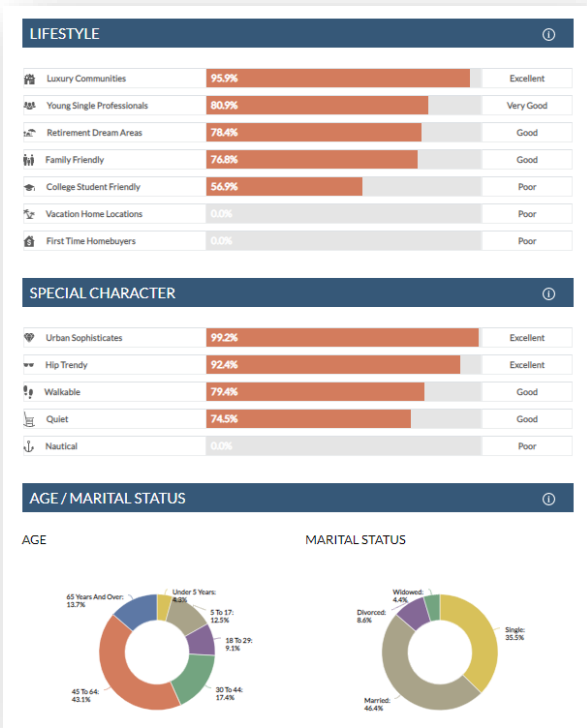 LIFESTYLE
Luxury Communities 95.9% Excellent
Young Single Professionals 80.9% Very Good
Retirement Dream Areas 78.4% Good
Family Friendly 76.8% Good
College Student Friendly 56.9% Poor
Vacation Home Locations 0.0% Poor
First Time Homebuyers 0.0% Poor
SPECIAL CHARACTER
Urban Sophisticates 99.2% Excellent
Hip Trendy 92.4% Excellent
Walkable 79.4% Good
Quiet 74.5% Good
Nautical 0.0% Poor
AGE / MARITAL STATUS
AGE
Under 5 Years:
4.2%
5 To 17:
12.5%
18 To 29:
9.1%
30 To 44:
17.4%
45 To 64:
43.1%
65 Years And Over:
13.7%
MARITAL STATUS
Single:
35.5%
Married:
46.4%
Divorced:
8.6%
Widowed:
4.4%